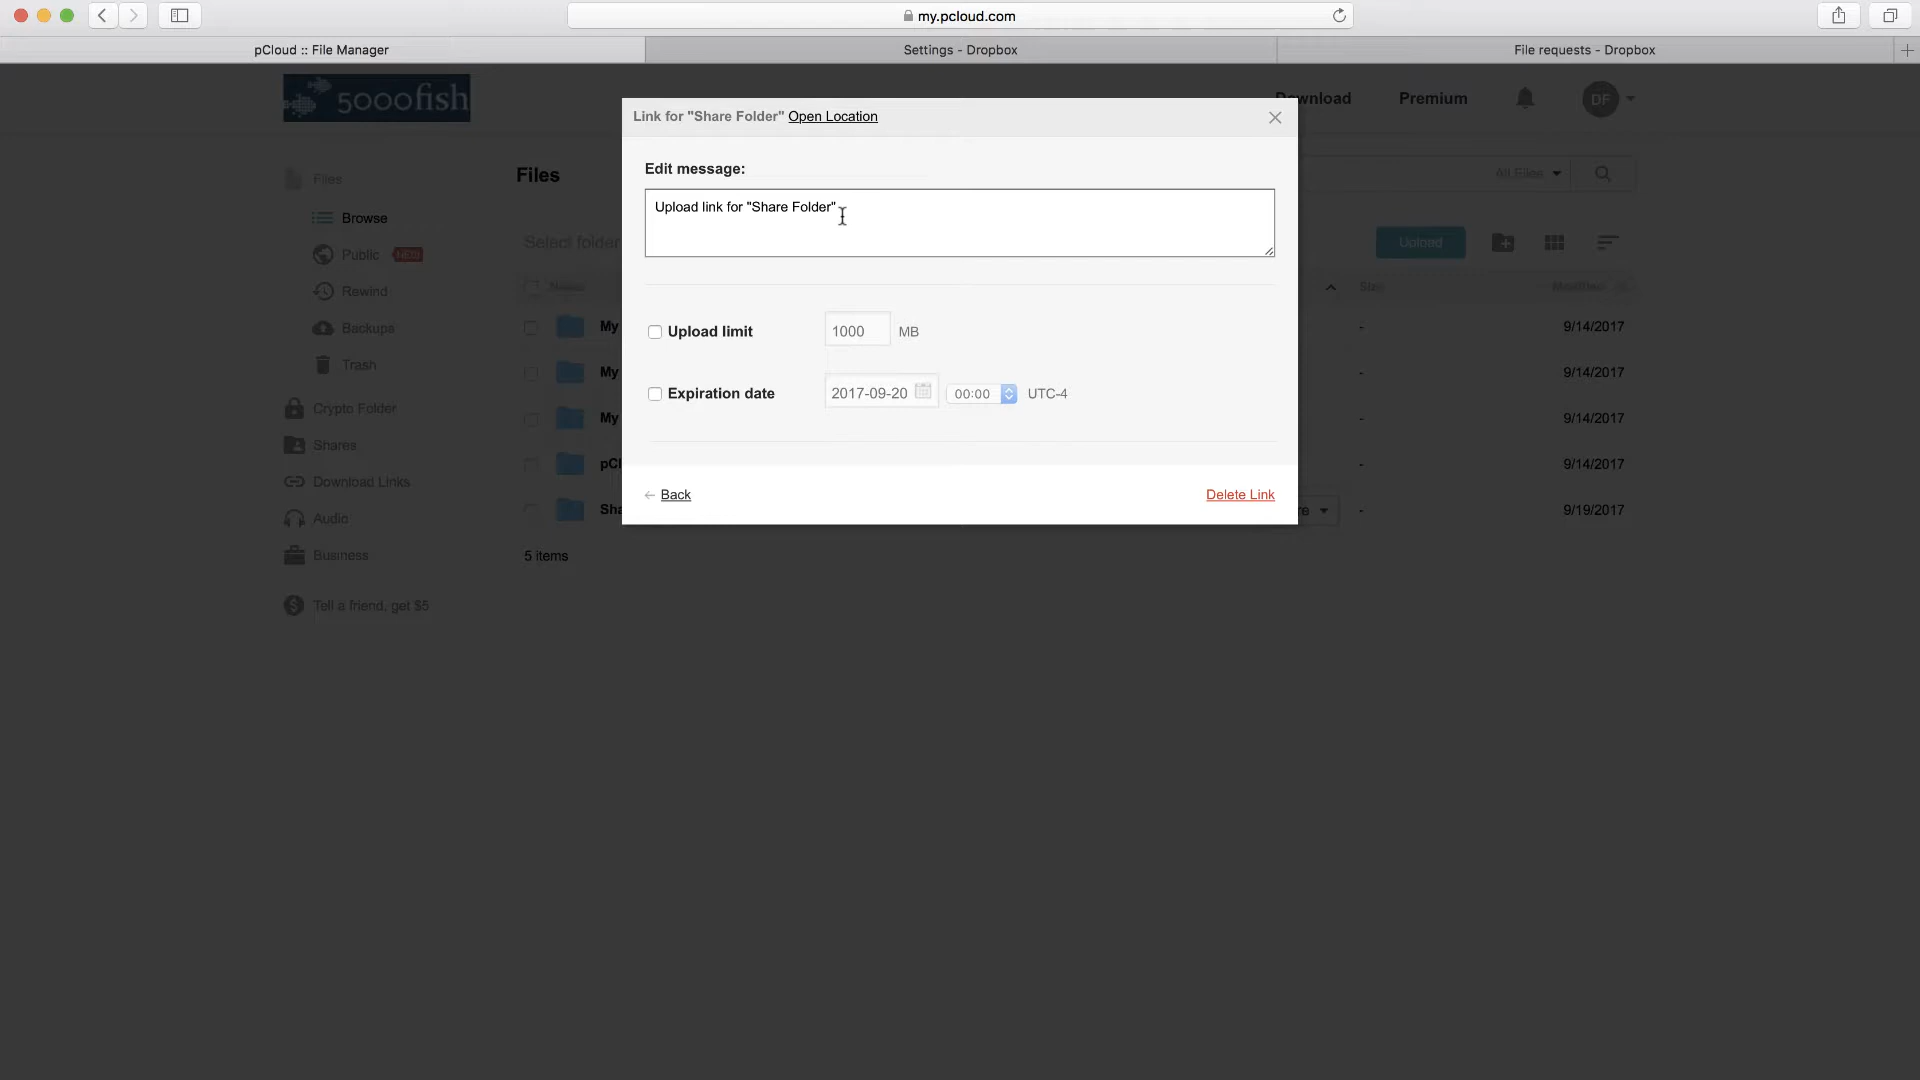 my.pcloud.com
pCloud :: File Manager
Settings - Dropbox
File requests - Dropbox
5000fish
Download
Premium
DF
Link for "Share Folder" Open Location
Edit message:
Upload link for "Share Folder"
Upload limit
1000
MB
Expiration date
2017-09-20
00:00
UTC-4
Back
Delete Link
Files
Browse
Public
NEW
Rewind
Backups
Trash
Crypto Folder
Shares
Download Links
Audio
Business
Tell a friend, get $5
Files
All Files
Select folder
Upload
Name
Size
Modified
My
- 9/14/2017
My
- 9/14/2017
My
- 9/14/2017
pCl
- 9/14/2017
Sha
re
- 9/19/2017
5 items